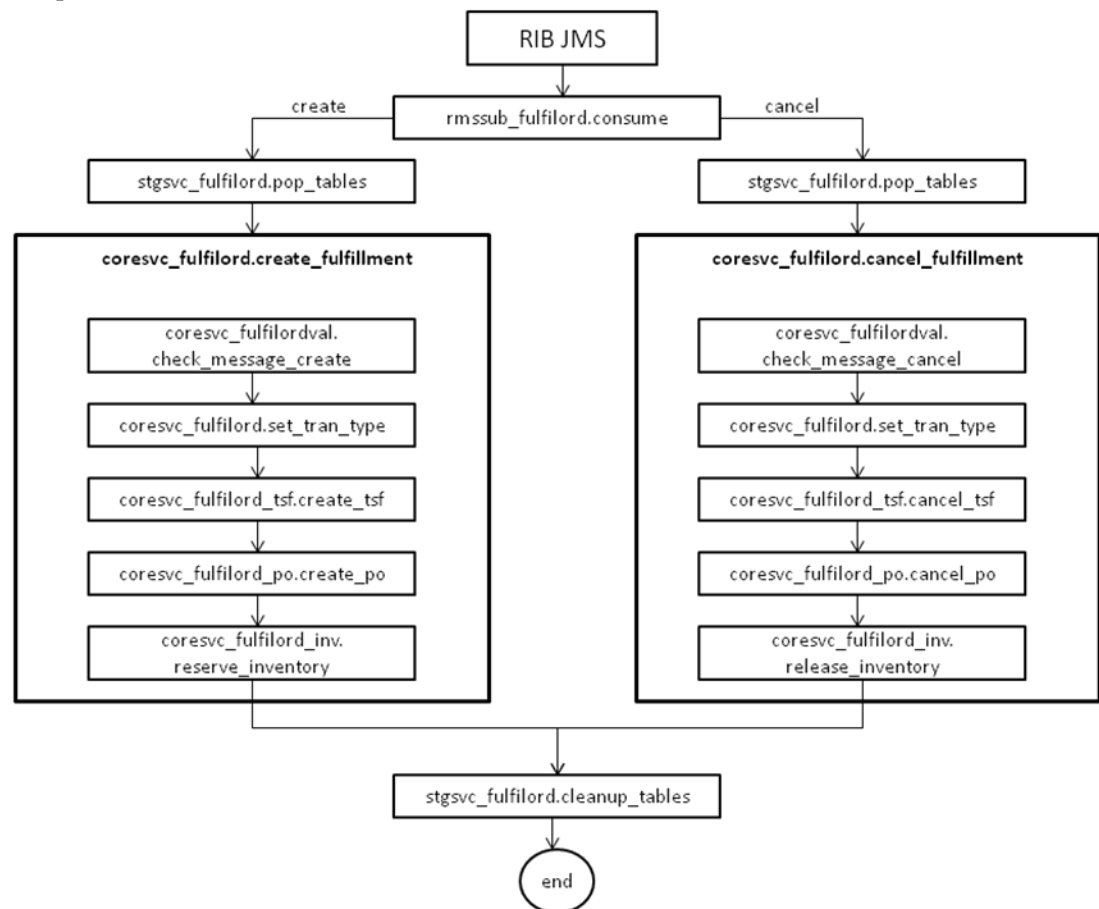 RIB JMS
create
rmssub_fulfilord.consume
cancel
stgsvc_fulfilord.pop_tables
stgsvc_fulfilord.pop_tables
coresvc_fulfilord.create_fulfillment
coresvc_fulfilordval.
check_message_create
coresvc_fulfilord.set_tran_type
coresvc_fulfilord_tsf.create_tsf
coresvc_fulfilord_po.create_po
coresvc_fulfilord_inv.
reserve_inventory
coresvc_fulfilord.cancel_fulfillment
coresvc_fulfilordval.
check_message_cancel
coresvc_fulfilord.set_tran_type
coresvc_fulfilord_tsf.cancel_tsf
coresvc_fulfilord_po.cancel_po
coresvc_fulfilord_inv.
release_inventory
stgsvc_fulfilord.cleanup_tables
end